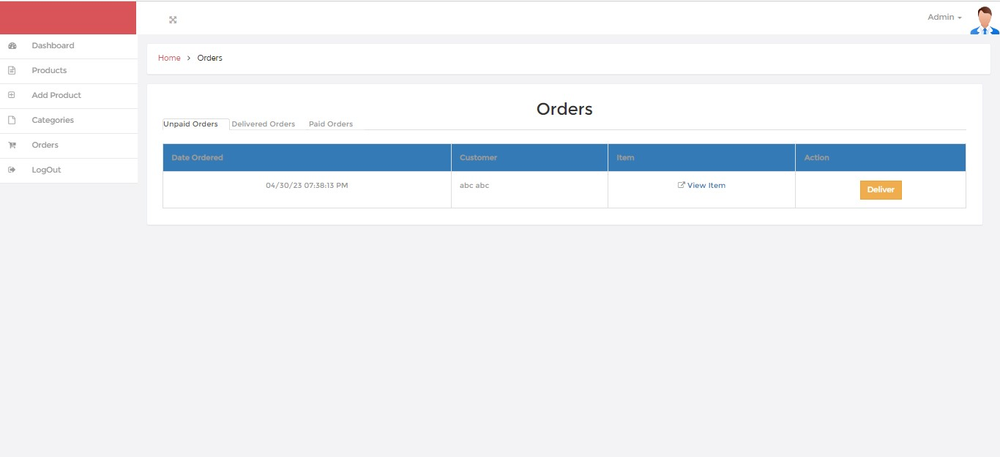 Admin
Dashboard
Products
Add Product
Categories
Orders
LogOut
Home > Orders
Orders
Unpaid Orders Delivered Orders Paid Orders
Date Ordered Customer Item Action
04/30/23 07:38:13 PM abc abc View Item Deliver